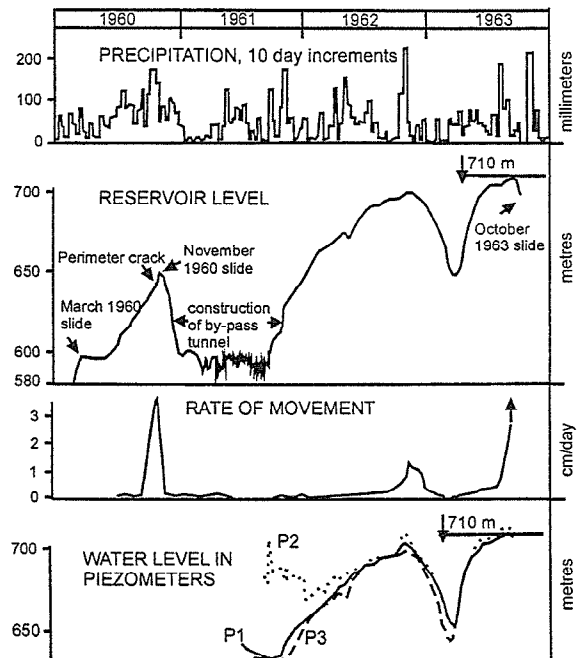 1960 1961 1962 1963
PRECIPITATION, 10 day increments
200
100
0
millimeters
710 m
700
RESERVOIR LEVEL
October
1963 slide
November
1960 slide
Perimeter crack
650
metres
March 1960
slide
construction
of by-pass
tunnel
600
580
RATE OF MOVEMENT
3
2
1
0
cm/day
710 m
700
P2
WATER LEVEL IN
PIEZOMETERS
metres
650
P1
P3